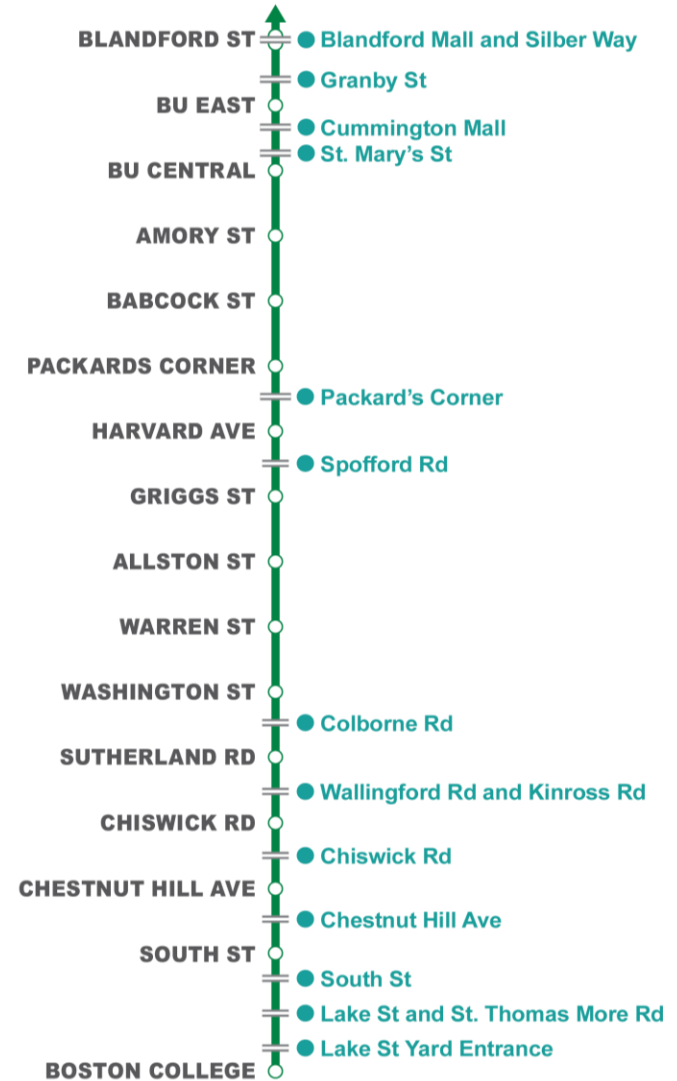 BLANDFORD ST
Blandford Mall and Silber Way
Granby St
BU EAST
Cummington Mall
St. Mary's St
BU CENTRAL
AMORY ST
BABCOCK ST
PACKARDS CORNER
Packard's Corner
HARVARD AVE
Spofford Rd
GRIGGS ST
ALLSTON ST
WARREN ST
WASHINGTON ST
Colborne Rd
SUTHERLAND RD
Wallingford Rd and Kinross Rd
CHISWICK RD
Chiswick Rd
CHESTNUT HILL AVE
Chestnut Hill Ave
SOUTH ST
South St
Lake St and St. Thomas More Rd
Lake St Yard Entrance
BOSTON COLLEGE